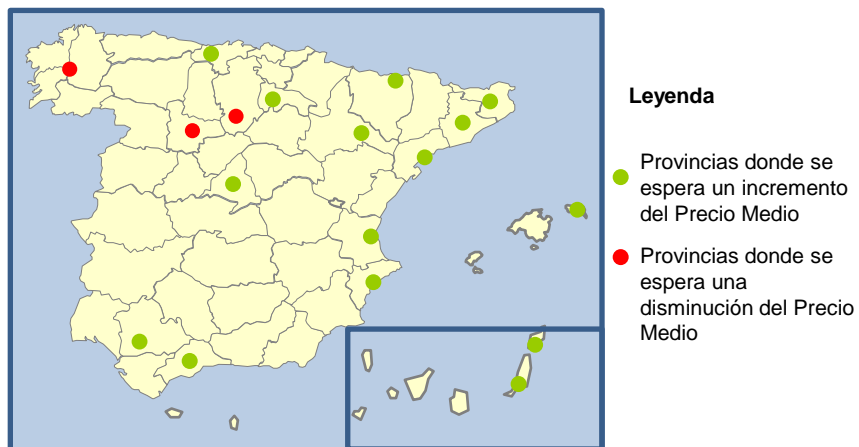 Leyenda
Provincias donde se
espera un incremento
del Precio Medio
Provincias donde se
espera una
disminución del Precio
Medio